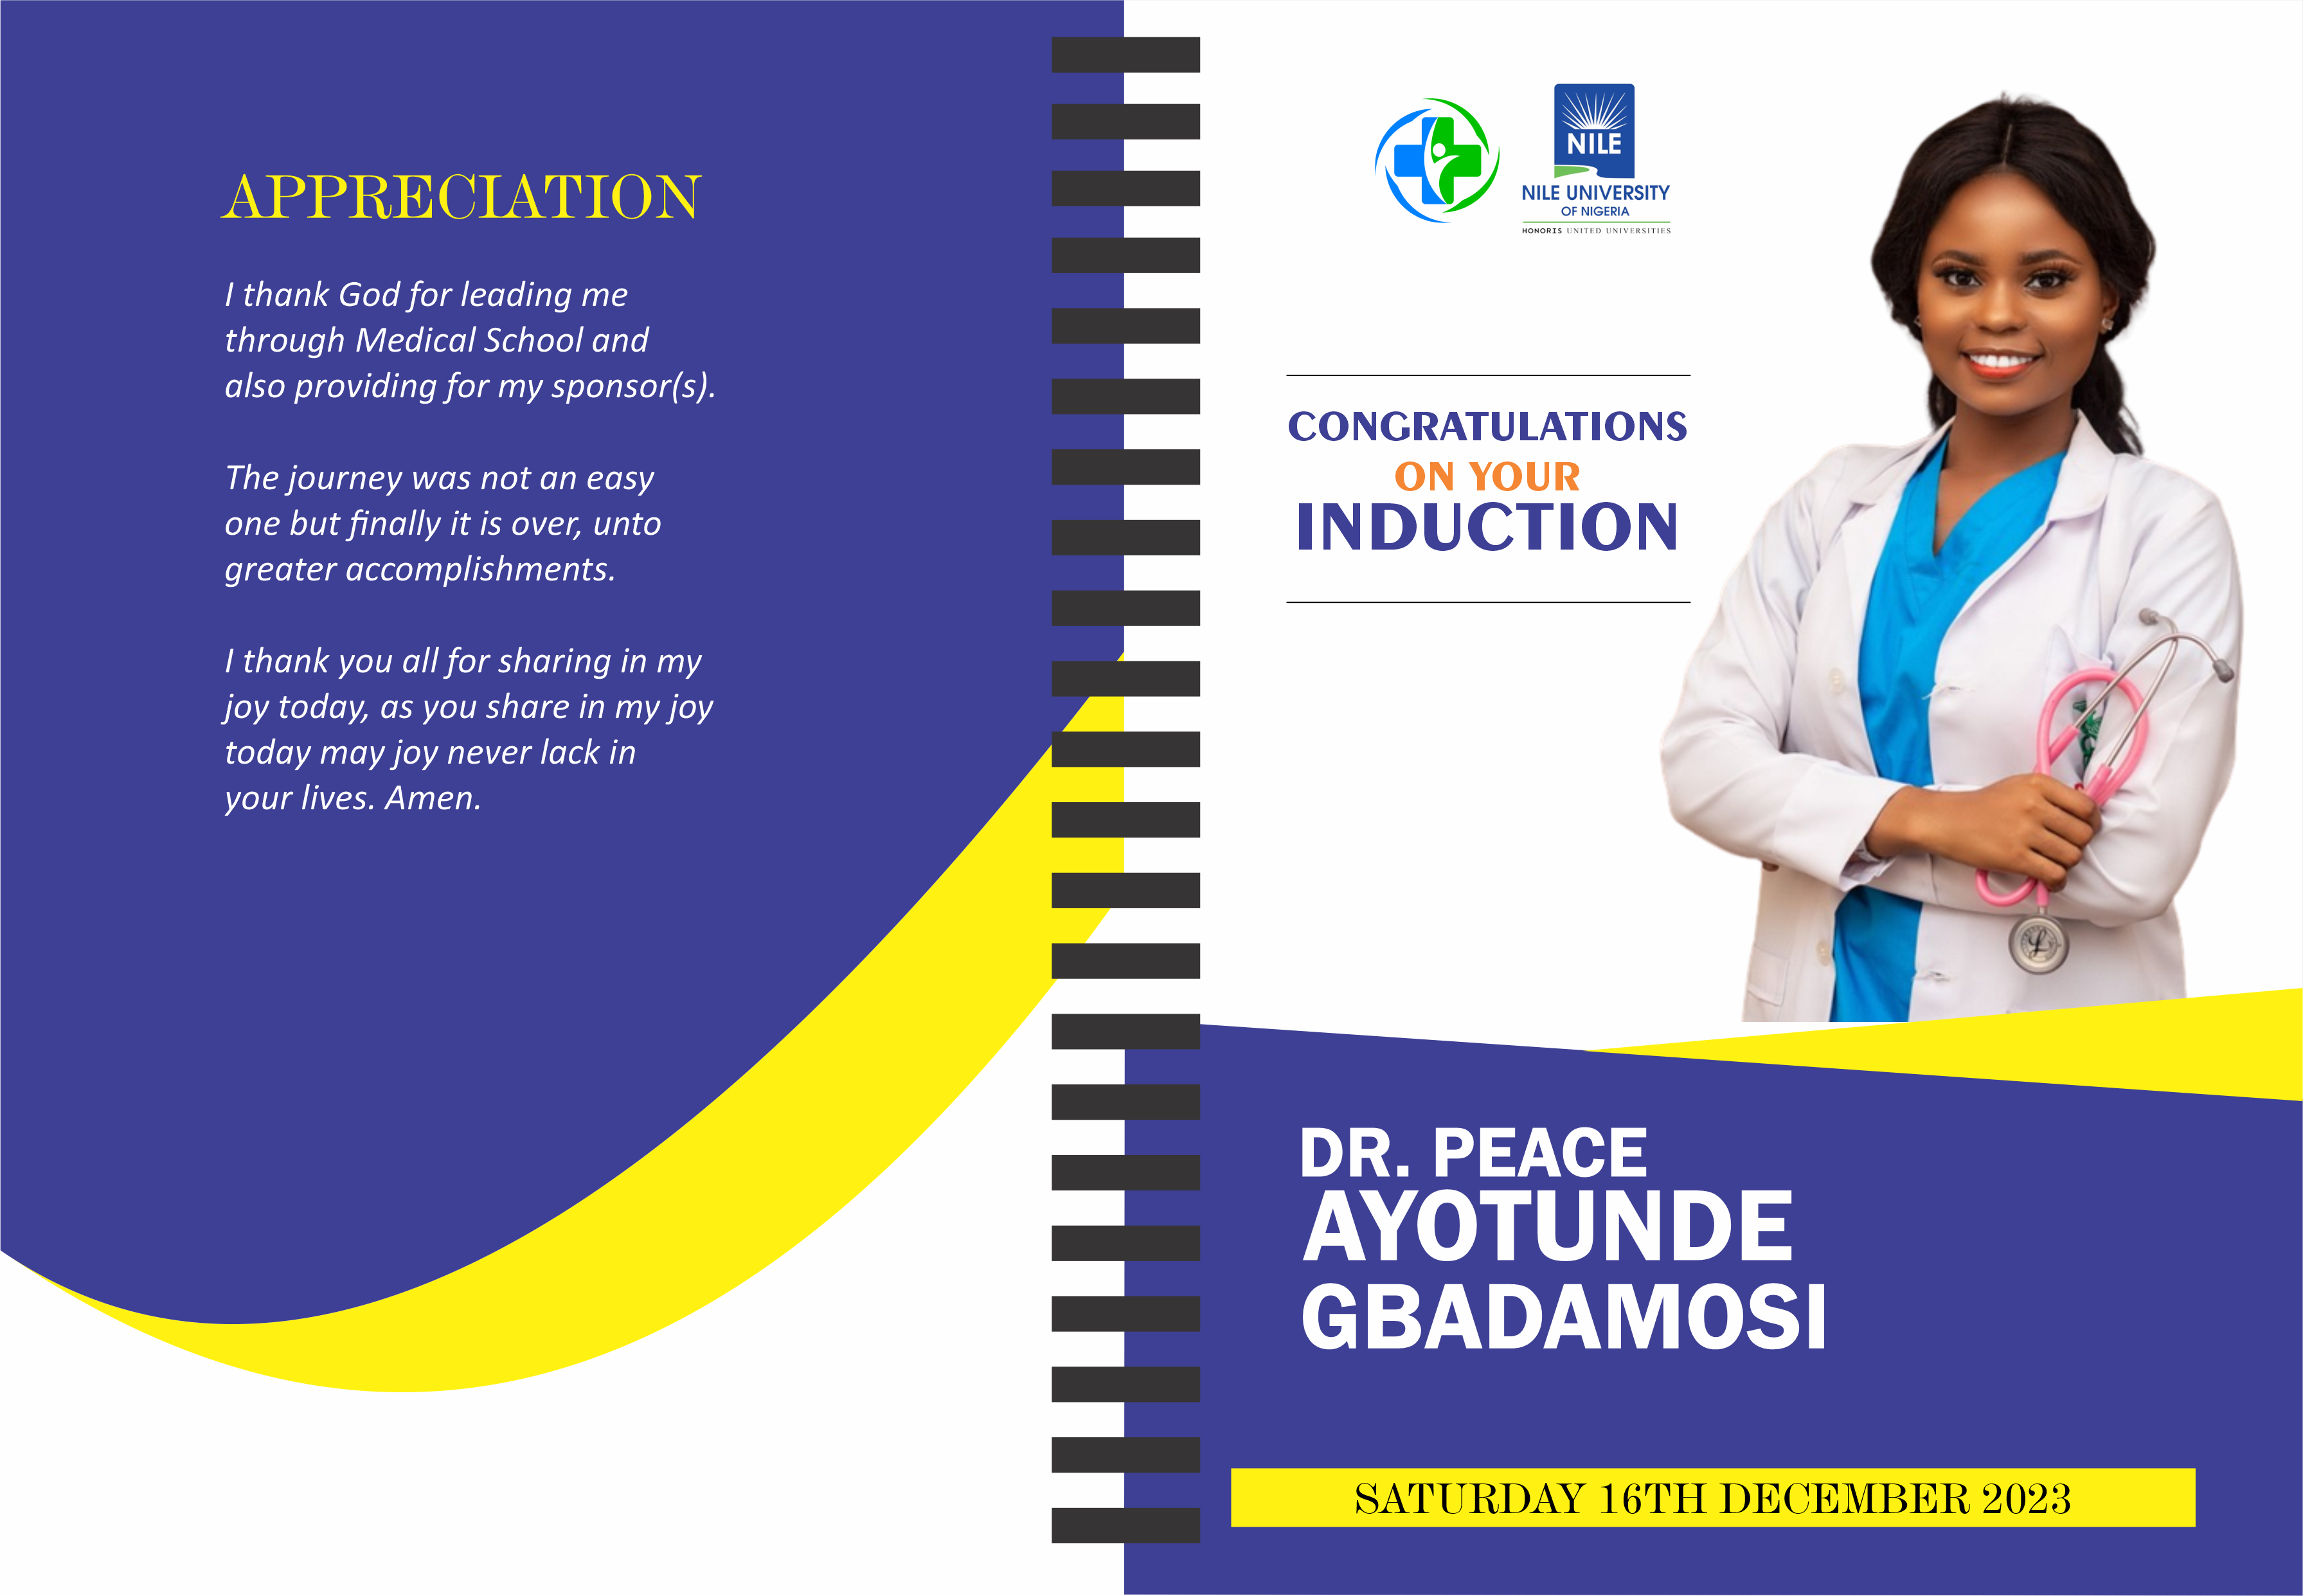 APPRECIATION
I thank God for leading me
through Medical School and
also providing for my sponsor(s).
The journey was not an easy
one but finally it is over, unto
greater accomplishments.
I thank you all for sharing in my
joy today, as you share in my joy
today may joy never lack in
your lives. Amen.
NILE
NILE UNIVERSITY
OF NIGERIA
HONORIS UNITED UNIVERSITIES
CONGRATULATIONS
ON YOUR
INDUCTION
DR. PEACE
AYOTUNDE
GBADAMOSI
SATURDAY 16TH DECEMBER 2023